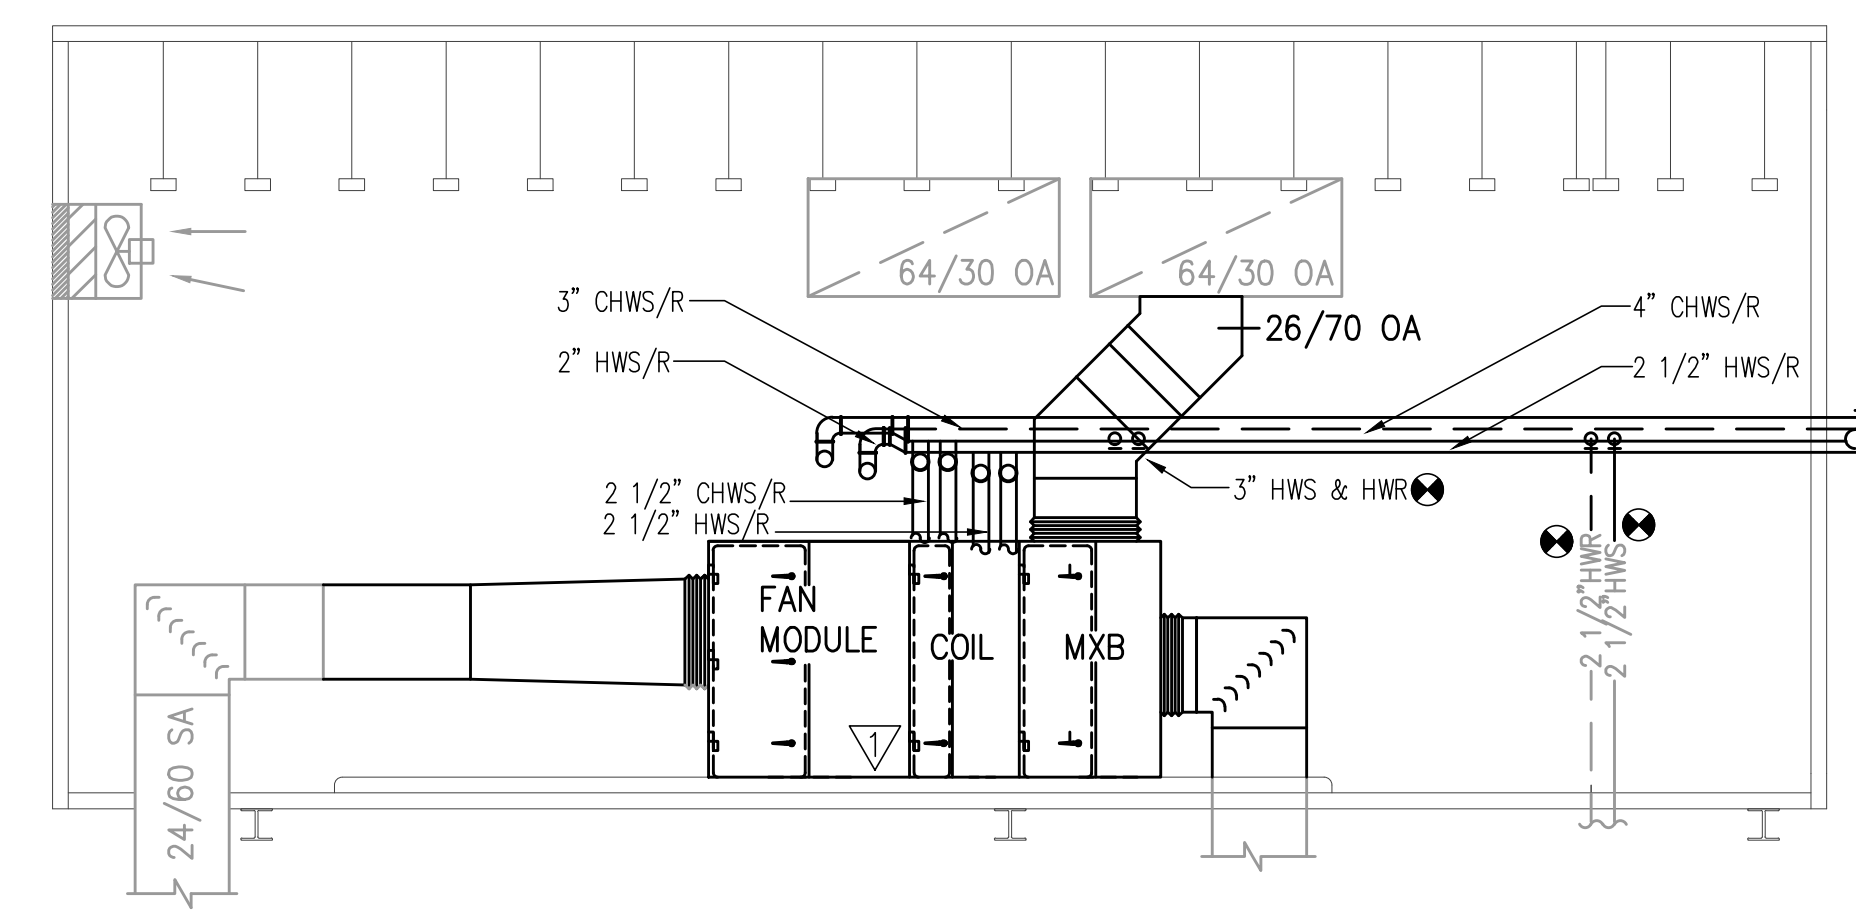 64/30 OA
64/30 OA
3” CHWS/R
4” CHWS/R
26/70 OA
2” HWS/R
2 1/2” HWS/R
2 1/2” CHWS/R
3” HWS & HWR
2 1/2” HWS/R
2 1/2”HWR
2 1/2”HWS
FAN
MODULE
COIL
MXB
1
24/60 SA